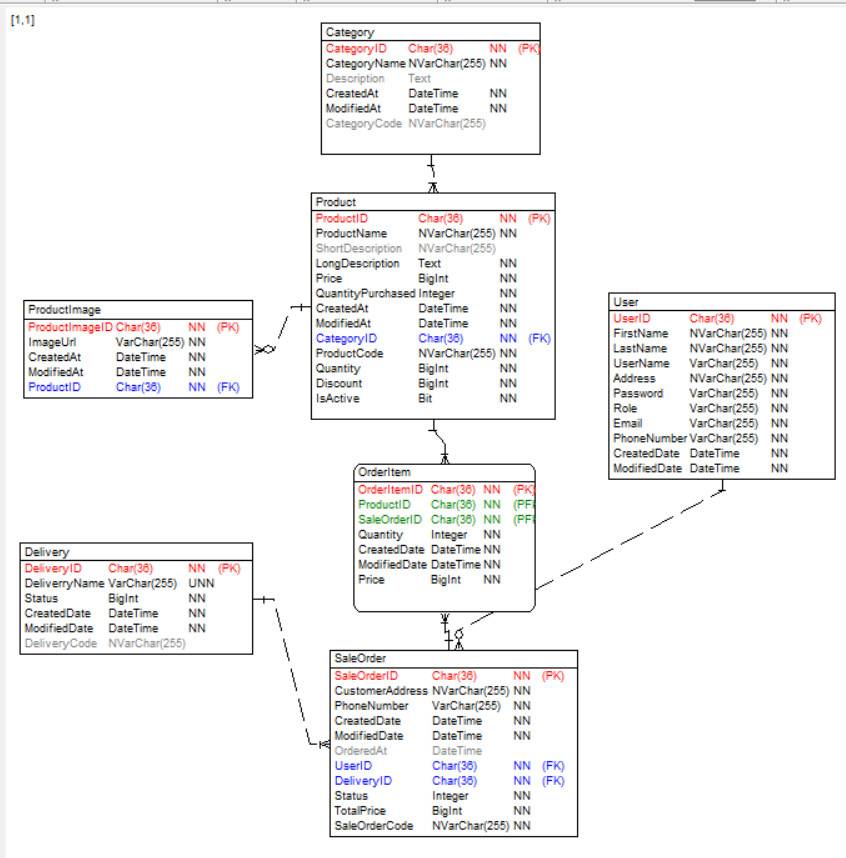 [1,1]
Category
CategoryID Char(36) NN (PK)
CategoryName NVarChar(255) NN
Description Text
CreatedAt DateTime NN
ModifiedAt DateTime NN
CategoryCode NVarChar(255)
Product
ProductID Char(36) NN (PK)
ProductName NVarChar(255) NN
ShortDescription NVarChar(255)
LongDescription Text NN
Price BigInt NN
QuantityPurchased Integer NN
CreatedAt DateTime NN
ModifiedAt DateTime NN
CategoryID Char(36) NN (FK)
ProductCode NVarChar(255) NN
Quantity BigInt NN
Discount BigInt NN
IsActive Bit NN
ProductImage
ProductImageID Char(36) NN (PK)
ImageUrl VarChar(255) NN
CreatedAt DateTime NN
ModifiedAt DateTime NN
ProductID Char(36) NN (FK)
User
UserID Char(36) NN (PK)
FirstName NVarChar(255) NN
LastName NVarChar(255) NN
UserName VarChar(255) NN
Address NVarChar(255) NN
Password VarChar(255) NN
Role VarChar(255) NN
Email VarChar(255) NN
PhoneNumber VarChar(255) NN
CreatedDate DateTime NN
ModifiedDate DateTime NN
OrderItem
OrderItemID Char(36) NN (PK)
ProductID Char(36) NN (PF
SaleOrderID Char(36) NN (PF
Quantity Integer NN
CreatedDate DateTime NN
ModifiedDate DateTime NN
Price BigInt NN
Delivery
DeliveryID Char(36) NN (PK)
DeliverryName VarChar(255) UNN
Status BigInt NN
CreatedDate DateTime NN
ModifiedDate DateTime NN
DeliveryCode NVarChar(255)
SaleOrder
SaleOrderID Char(36) NN (PK)
CustomerAddress NVarChar(255) NN
PhoneNumber VarChar(255) NN
CreatedDate DateTime NN
ModifiedDate DateTime NN
OrderedAt DateTime
UserID Char(36) NN (FK)
DeliveryID Char(36) NN (FK)
Status Integer NN
TotalPrice BigInt NN
SaleOrderCode NVarChar(255) NN